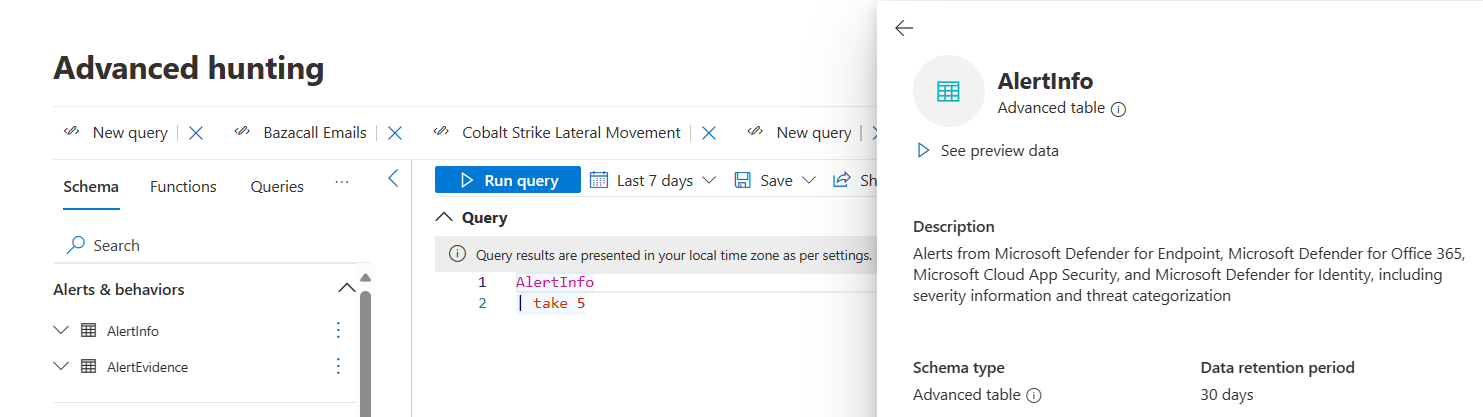 Advanced hunting
New query
Bazacall Emails
Cobalt Strike Lateral Movement
New query
Schema
Functions
Queries
...
Run query
Last 7 days
Save
Sh
Search
Query
Query results are presented in your local time zone as per settings.
1 AlertInfo
2 | take 5
Alerts & behaviors
AlertInfo
AlertEvidence
AlertInfo
Advanced table
See preview data
Description
Alerts from Microsoft Defender for Endpoint, Microsoft Defender for Office 365,
Microsoft Cloud App Security, and Microsoft Defender for Identity, including
severity information and threat categorization
Schema type
Advanced table
Data retention period
30 days